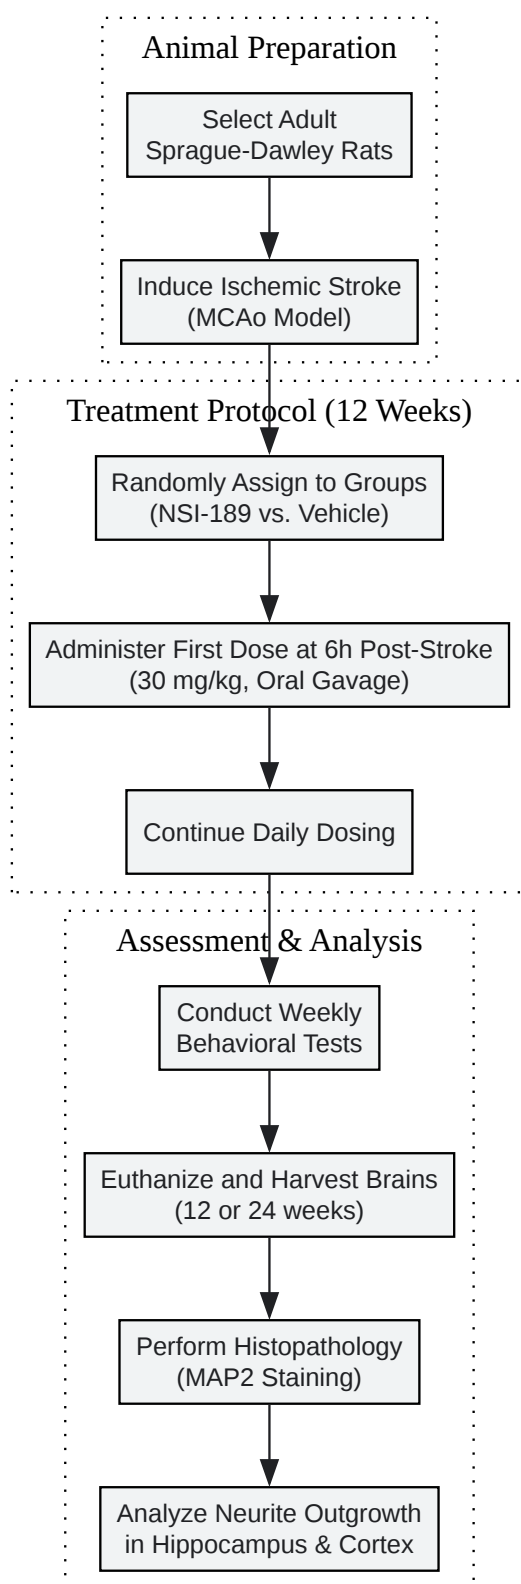 Animal Preparation
Select Adult
Sprague-Dawley Rats
Induce Ischemic Stroke
(MCAo Model)
Treatment Protocol (12 Weeks)
Randomly Assign to Groups
(NSI-189 vs. Vehicle)
Administer First Dose at 6h Post-Stroke
(30 mg/kg, Oral Gavage)
Continue Daily Dosing
Assessment & Analysis
Conduct Weekly
Behavioral Tests
Euthanize and Harvest Brains
(12 or 24 weeks)
Perform Histopathology
(MAP2 Staining)
Analyze Neurite Outgrowth
in Hippocampus & Cortex